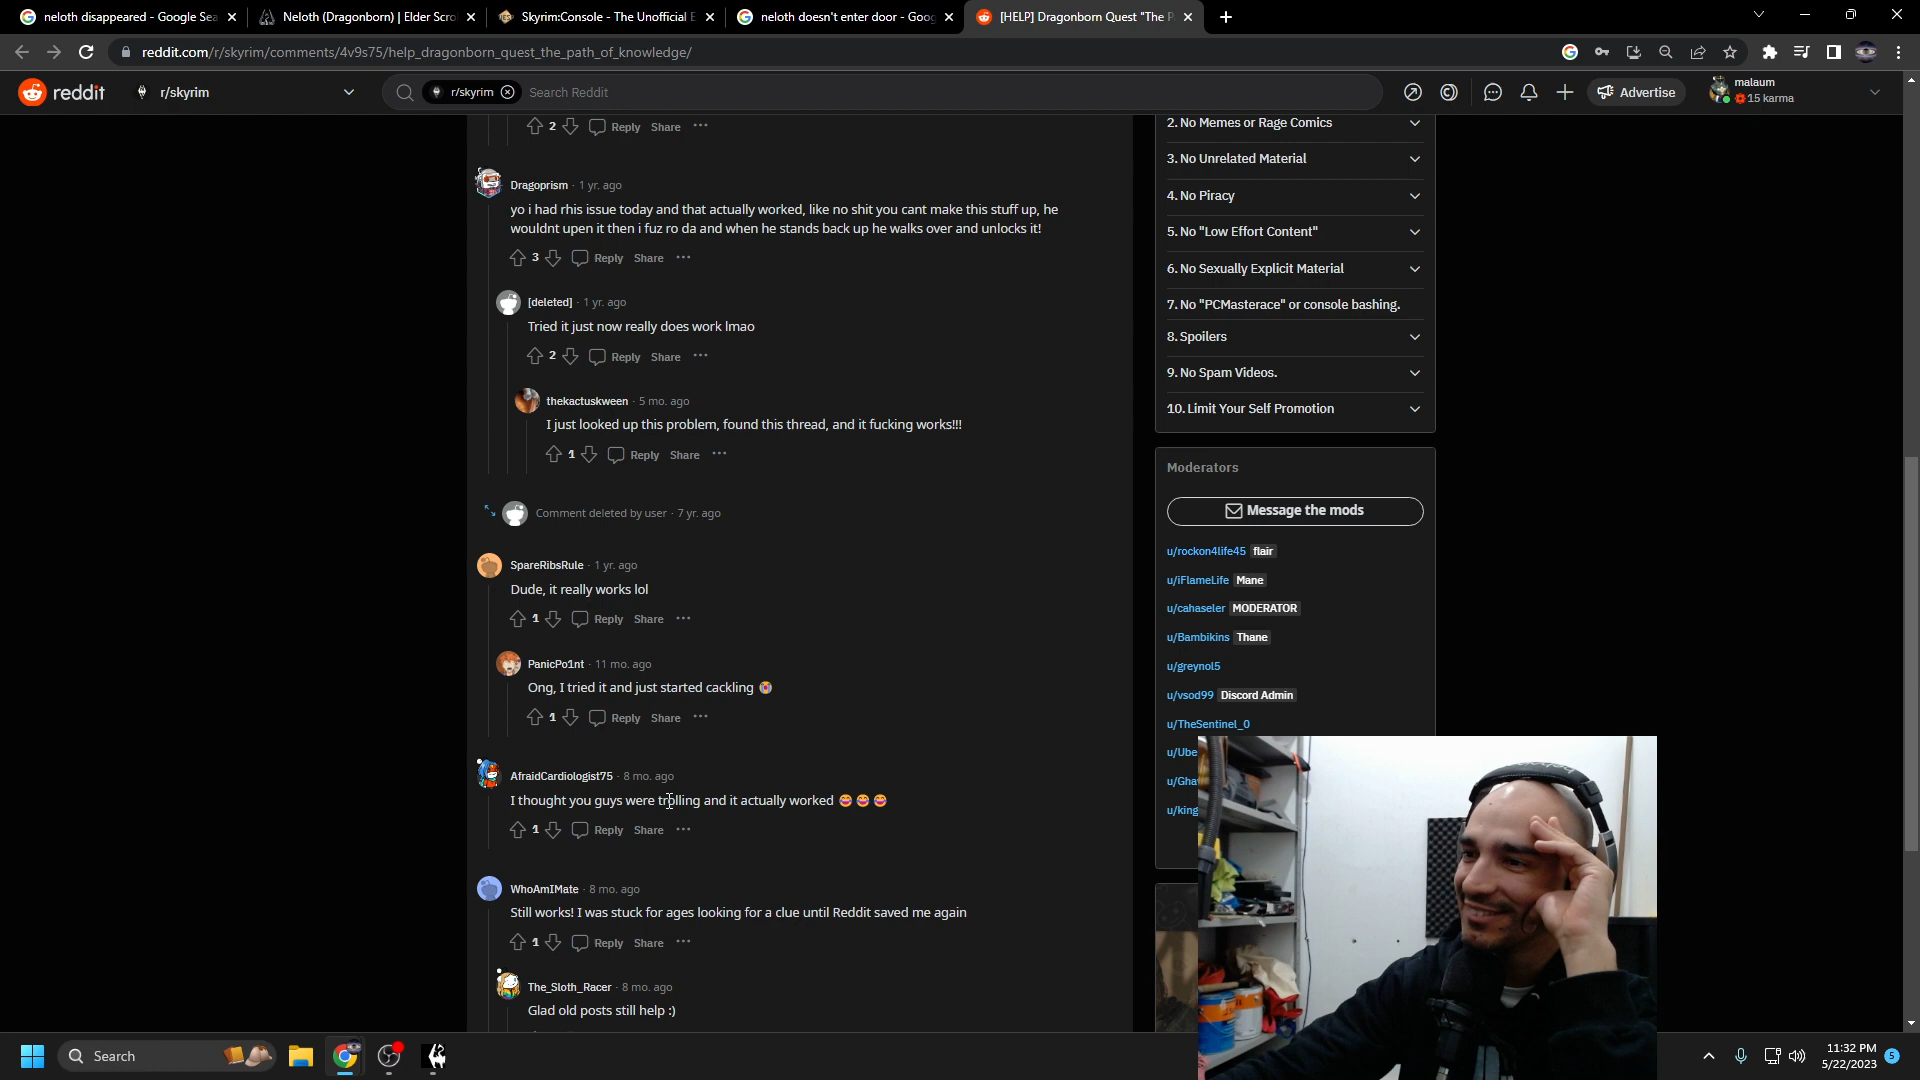 neloth disappeared - Google Sea
Neloth (Dragonborn) | Elder Scro
Skyrim:Console - The Unofficial E
neloth doesn't enter door - Goog
[HELP] Dragonborn Quest "The P
reddit.com/r/skyrim/comments/4v9s75/help_dragonborn_quest_the_path_of_knowledge/
reddit
r/skyrim
r/skyrim
Search Reddit
Advertise
malaum
15 karma
2 Reply Share
Dragoprism · 1 yr. ago
yo i had rhis issue today and that actually worked, like no shit you cant make this stuff up, he
wouldnt upen it then i fuz ro da and when he stands back up he walks over and unlocks it!
3 Reply Share
[deleted] · 1 yr. ago
Tried it just now really does work lmao
2 Reply Share
thekactuskween · 5 mo. ago
I just looked up this problem, found this thread, and it fucking works!!!
1 Reply Share
Comment deleted by user · 7 yr. ago
SpareRibsRule · 1 yr. ago
Dude, it really works lol
1 Reply Share
PanicPo1nt · 11 mo. ago
Ong, I tried it and just started cackling 😭
1 Reply Share
AfraidCardiologist75 · 8 mo. ago
I thought you guys were trolling and it actually worked 😂 😂 😂
1 Reply Share
WhoAmIMate · 8 mo. ago
Still works! I was stuck for ages looking for a clue until Reddit saved me again
1 Reply Share
The_Sloth_Racer · 8 mo. ago
Glad old posts still help :)
2. No Memes or Rage Comics
3. No Unrelated Material
4. No Piracy
5. No "Low Effort Content"
6. No Sexually Explicit Material
7. No "PCMasterace" or console bashing.
8. Spoilers
9. No Spam Videos.
10. Limit Your Self Promotion
Moderators
Message the mods
u/rockon4life45 flair
u/iFlameLife Mane
u/cahaseler MODERATOR
u/Bambikins Thane
u/greynol5
u/vsod99 Discord Admin
u/TheSentinel_0
u/Ube
u/Gha
u/king
Search
11:32 PM
5/22/2023
5